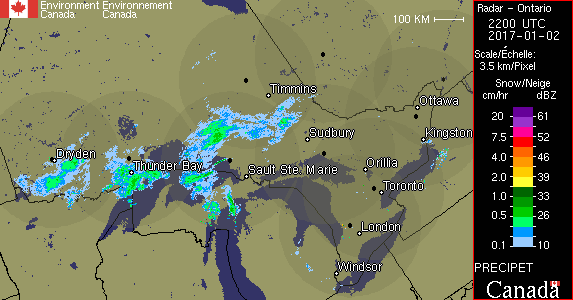 Environment Environnement
Canada Canada
100 KM
Timmins
Ottawa
Sudbury
Kingston
Dryden
Thunder Bay
Sault Ste. Marie
Orillia
Toronto
London
Windsor
Radar - Ontario
2200 UTC
2017-01-02
Scale/Échelle:
3.5 km/Pixel
Snow/Neige
cm/hr dBZ
20 61
7.5 52
4.0 46
2.0 39
1.0 33
0.5 26
0.1 10
PRECIPET
Canada